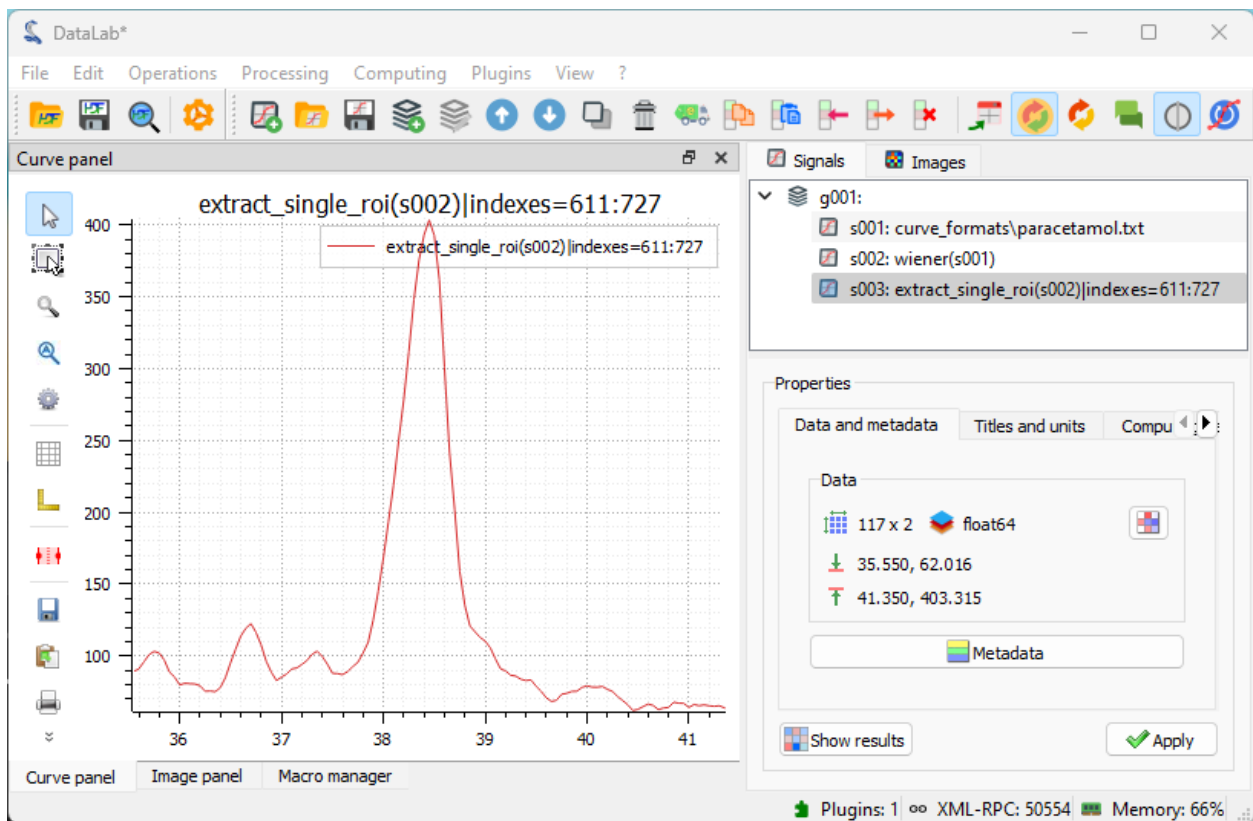 DataLab*
File Edit Operations Processing Computing Plugins View ?
Curve panel
extract_single_roi(s002)|indexes=611:727
extract_single_roi(s002)|indexes=611:727
400
350
300
250
200
150
100
36 37 38 39 40 41
Curve panel Image panel Macro manager
Signals Images
g001:
s001: curve_formats\paracetamol.txt
s002: wiener(s001)
s003: extract_single_roi(s002)|indexes=611:727
Properties
Data and metadata Titles and units Compu
Data
117 x 2 float64
35.550, 62.016
41.350, 403.315
Metadata
Show results Apply
Plugins: 1 XML-RPC: 50554 Memory: 66%